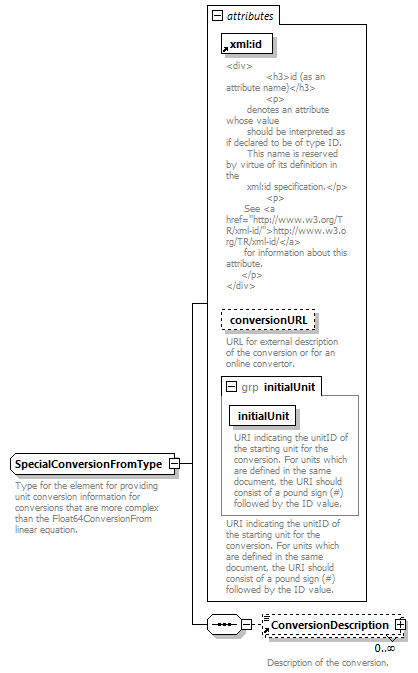 attributes
xml:id
<div>
<h3>id (as an
attribute name)</h3>
<p>
denotes an attribute
whose value
should be interpreted as
if declared to be of type ID.
This name is reserved
by virtue of its definition in
the
xml:id specification.</p>
<p>
See <a
href="http://www.w3.org/T
R/xml-id/">http://www.w3.o
rg/TR/xml-id/</a>
for information about this
attribute.
</p>
</div>
conversionURL
URL for external description
of the conversion or for an
online convertor.
grp initialUnit
initialUnit
URI indicating the unitID of
the starting unit for the
conversion. For units which
are defined in the same
document, the URI should
consist of a pound sign (#)
followed by the ID value.
URI indicating the unitID of
the starting unit for the
conversion. For units which
are defined in the same
document, the URI should
consist of a pound sign (#)
followed by the ID value.
SpecialConversionFromType
Type for the element for providing
unit conversion information for
conversions that are more complex
than the Float64ConversionFrom
linear equation.
ConversionDescription
0..∞
Description of the conversion.